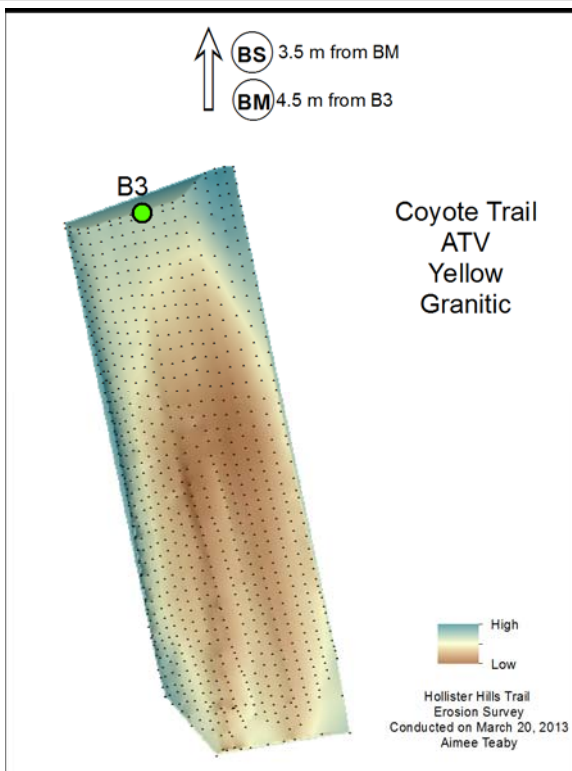 BS 3.5 m from BM
BM 4.5 m from B3
B3
Coyote Trail
ATV
Yellow
Granitic
High
Low
Hollister Hills Trail
Erosion Survey
Conducted on March 20, 2013
Aimee Teaby